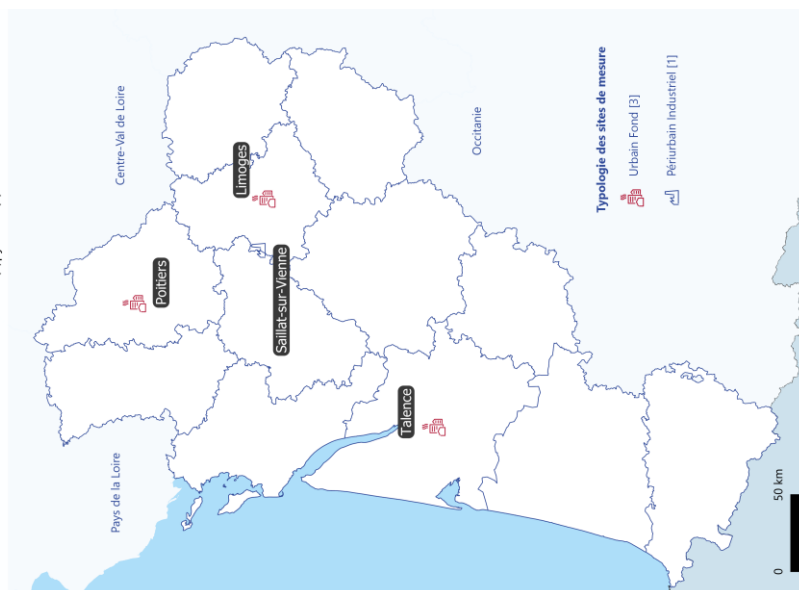 Centre-Val de Loire
Limoges
Poitiers
Saillat-sur-Vienne
Occitanie
Talence
Pays de la Loire
Typologie des sites de mesure
Urbain Fond [3]
Périurbain Industriel [1]
0
50 km